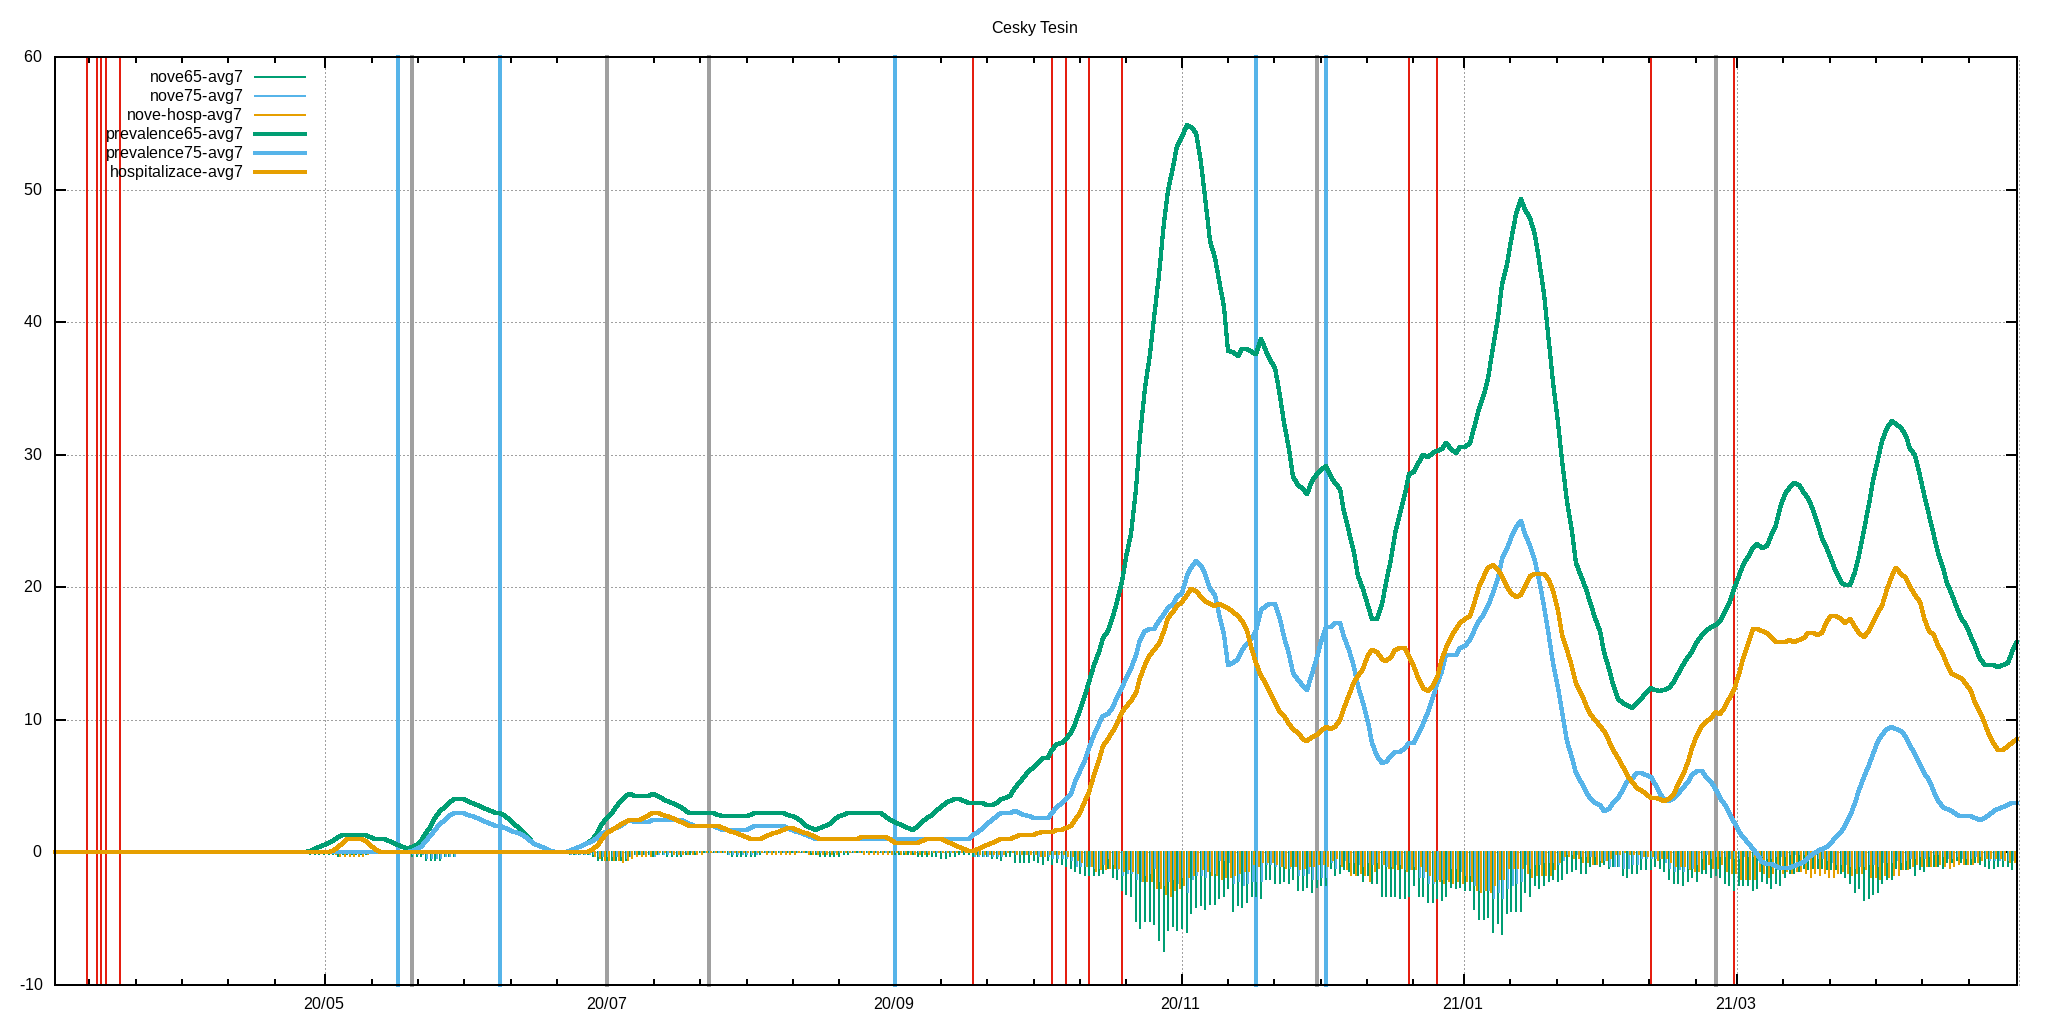 Cesky Tesin
60
50
40
30
20
10
0
-10
nove65-avg7
nove75-avg7
nove-hosp-avg7
prevalence65-avg7
prevalence75-avg7
hospitalizace-avg7
20/05
20/07
20/09
20/11
21/01
21/03